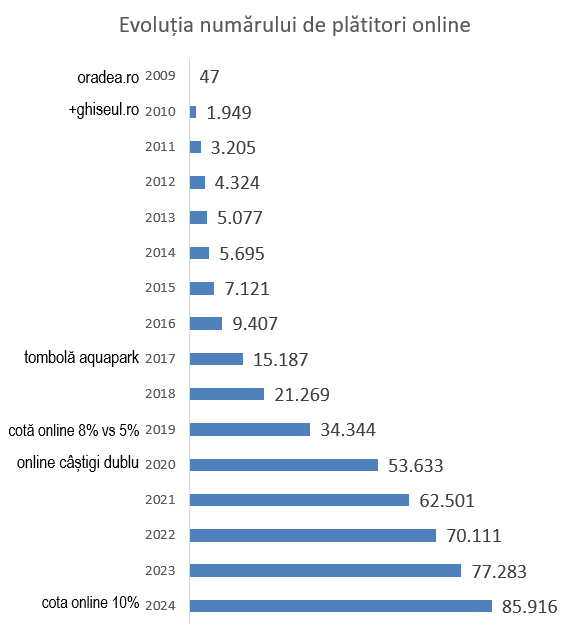 Evoluția numărului de plătitori online
oradea.ro 2009 47
+ghiseul.ro 2010 1.949
2011 3.205
2012 4.324
2013 5.077
2014 5.695
2015 7.121
2016 9.407
tombolă aquapark 2017 15.187
2018 21.269
cotă online 8% vs 5% 2019 34.344
online câștigi dublu 2020 53.633
2021 62.501
2022 70.111
2023 77.283
cota online 10% 2024 85.916